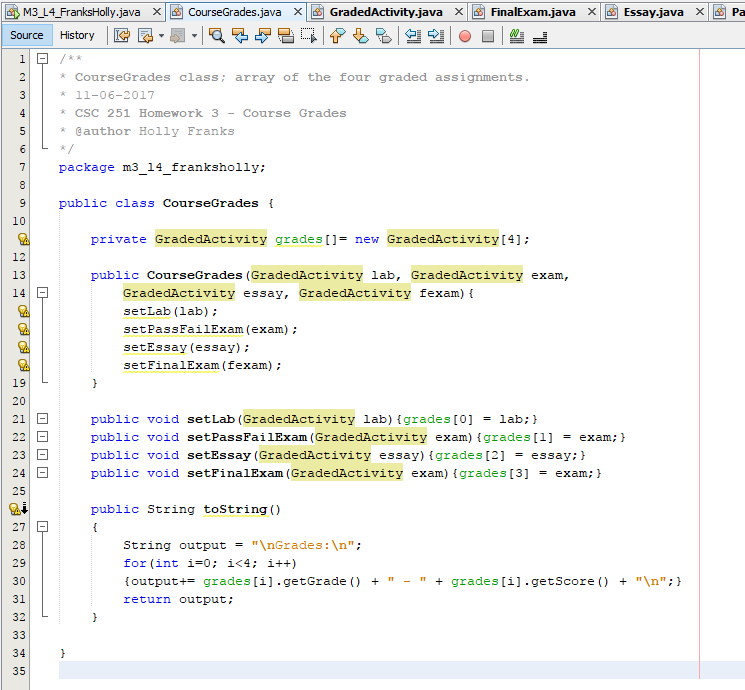 M3_L4_FranksHolly.java × CourseGrades.java × GradedActivity.java × FinalExam.java × Essay.java × Pa
Source History
1 /**
2 * CourseGrades class; array of the four graded assignments.
3 * 11-06-2017
4 * CSC 251 Homework 3 - Course Grades
5 * @author Holly Franks
6 */
7 package m3_l4_franksholly;
8
9 public class CourseGrades {
10
private GradedActivity grades[]= new GradedActivity[4];
12
13 public CourseGrades(GradedActivity lab, GradedActivity exam,
14 GradedActivity essay, GradedActivity fexam){
setLab(lab);
setPassFailExam(exam);
setEssay(essay);
setFinalExam(fexam);
19 }
20
21 public void setLab(GradedActivity lab){grades[0] = lab;}
22 public void setPassFailExam(GradedActivity exam){grades[1] = exam;}
23 public void setEssay(GradedActivity essay){grades[2] = essay;}
24 public void setFinalExam(GradedActivity exam){grades[3] = exam;}
25
public String toString()
27 {
28 String output = "\nGrades:\n";
29 for(int i=0; i<4; i++)
30 {output+= grades[i].getGrade() + " - " + grades[i].getScore() + "\n";}
31 return output;
32 }
33
34 }
35